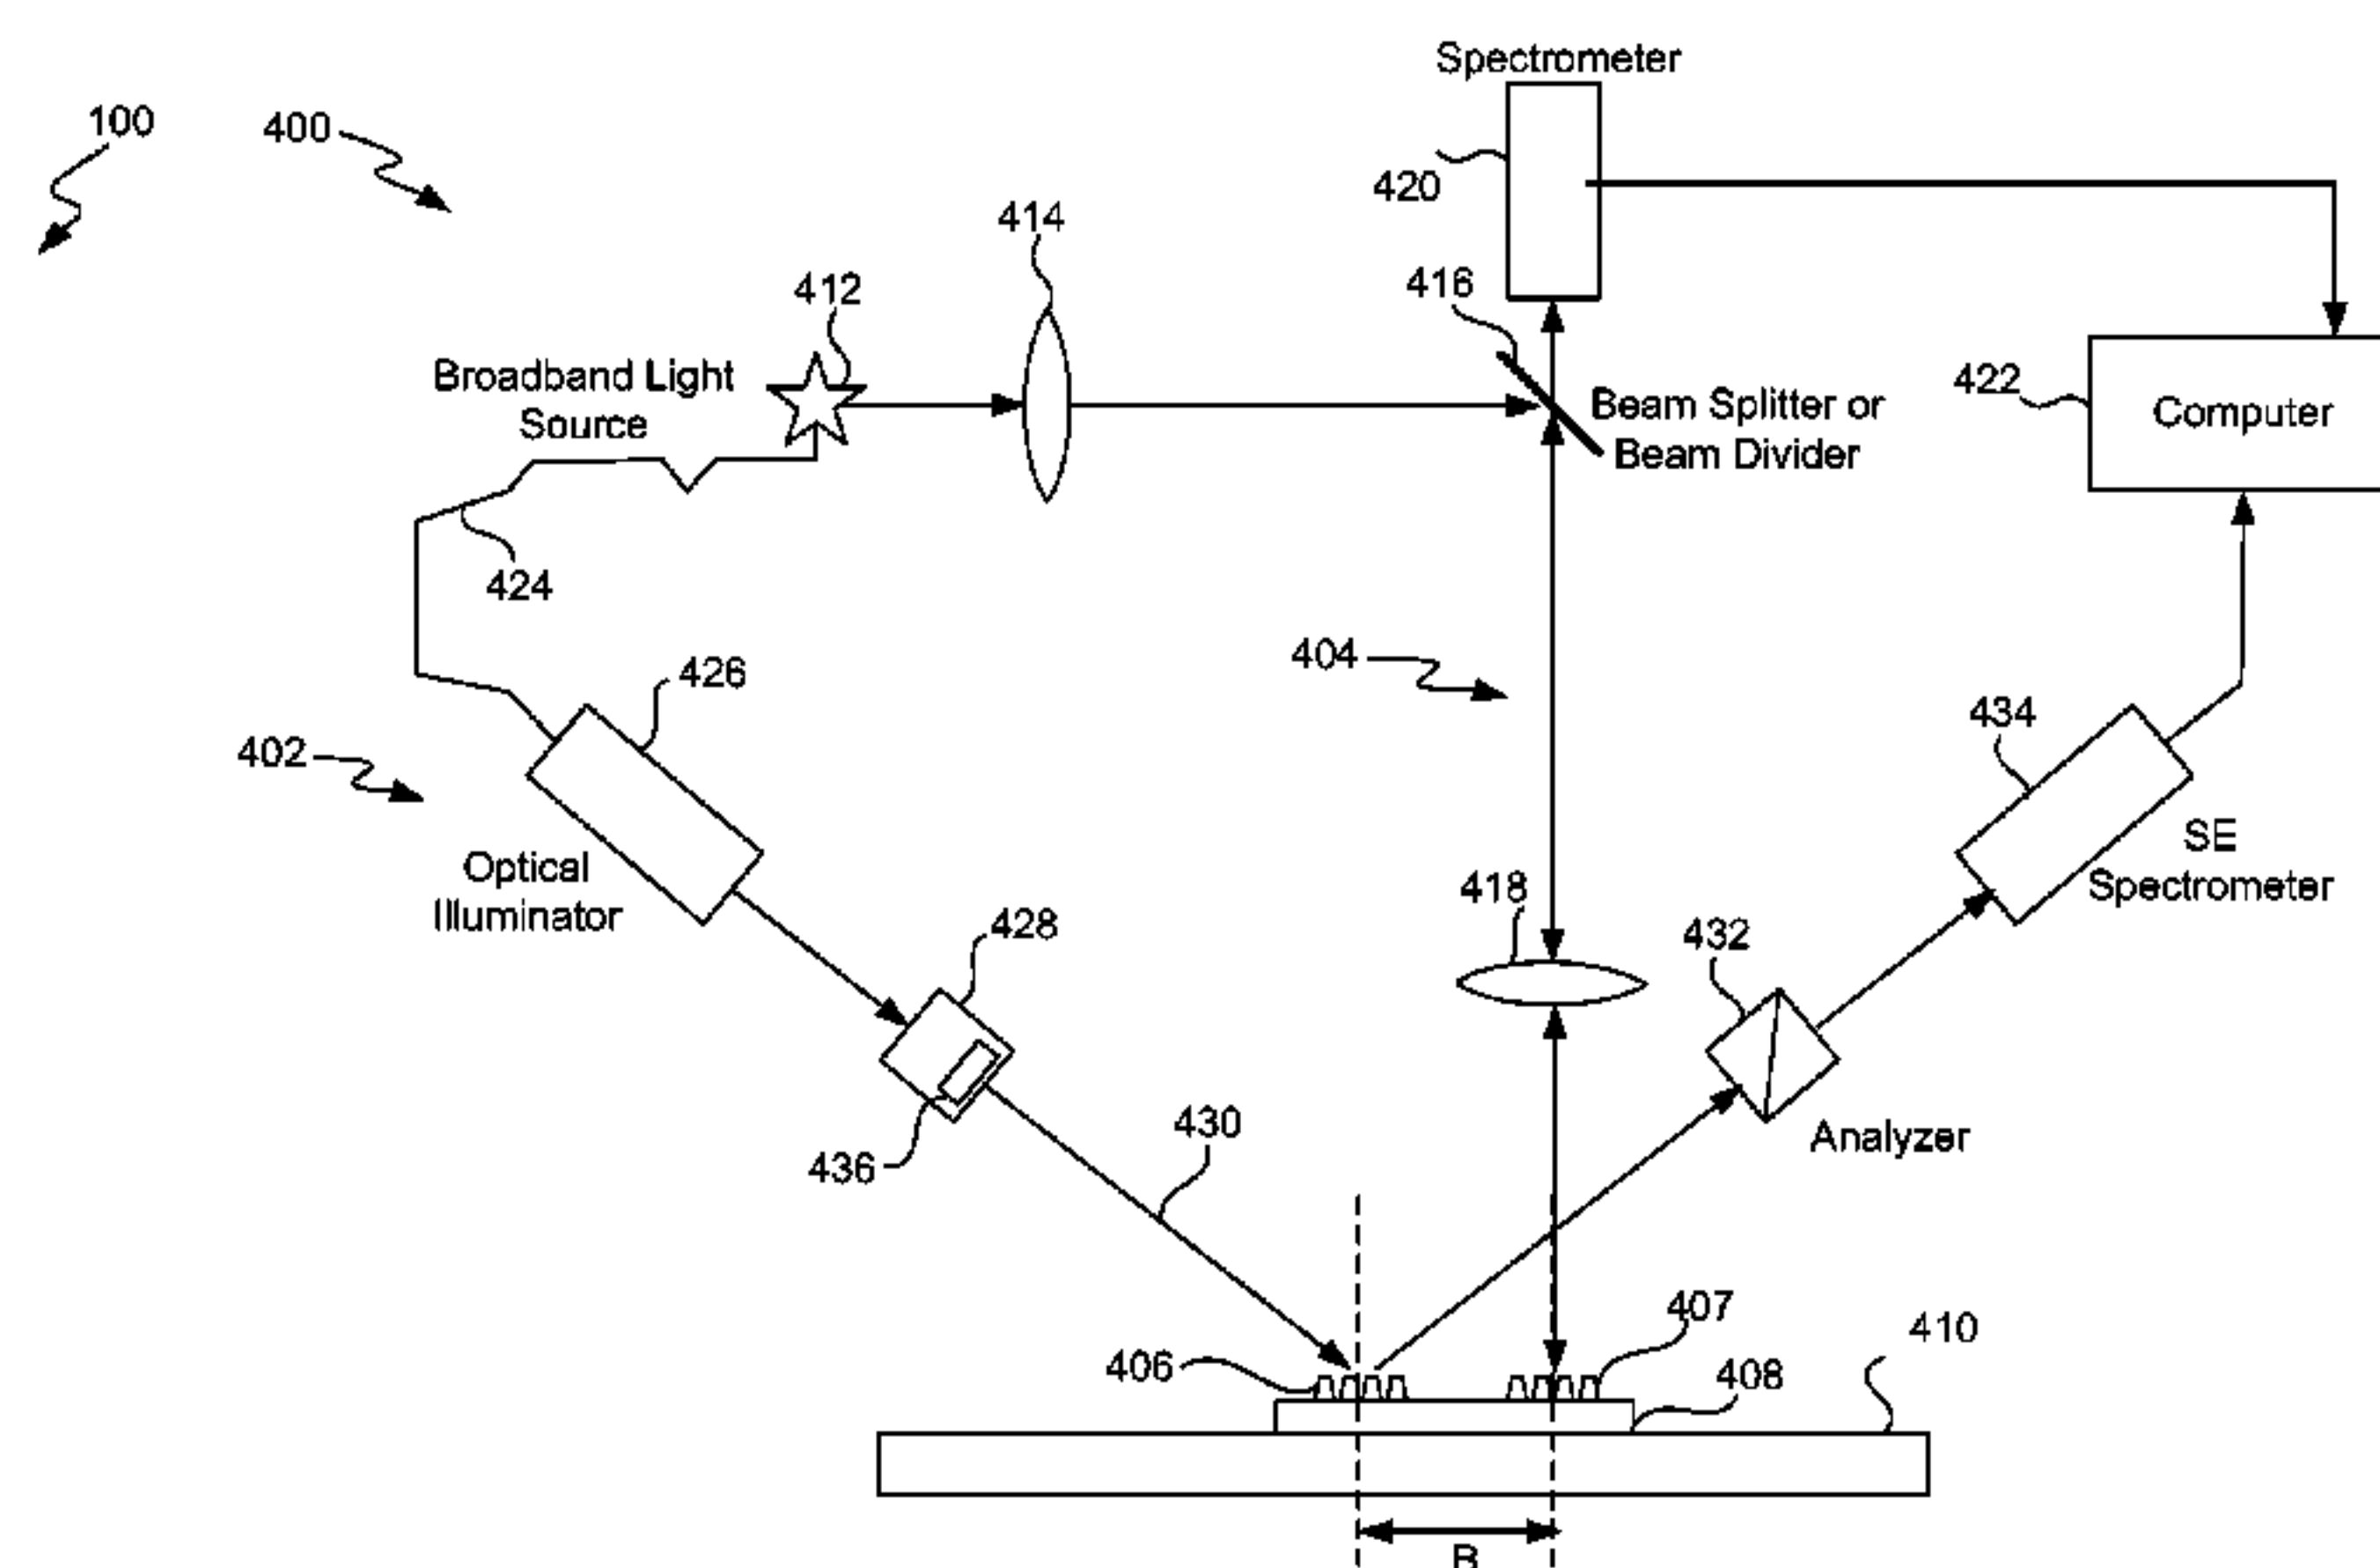 Spectrometer
100
400
420
414
416
412
Broadband Light
Source
Beam Splitter or
Beam Divider
422
Computer
424
404
426
402
434
Optical
Illuminator
SE
Spectrometer
418
428
432
430
Analyzer
436
407
410
406
408
B